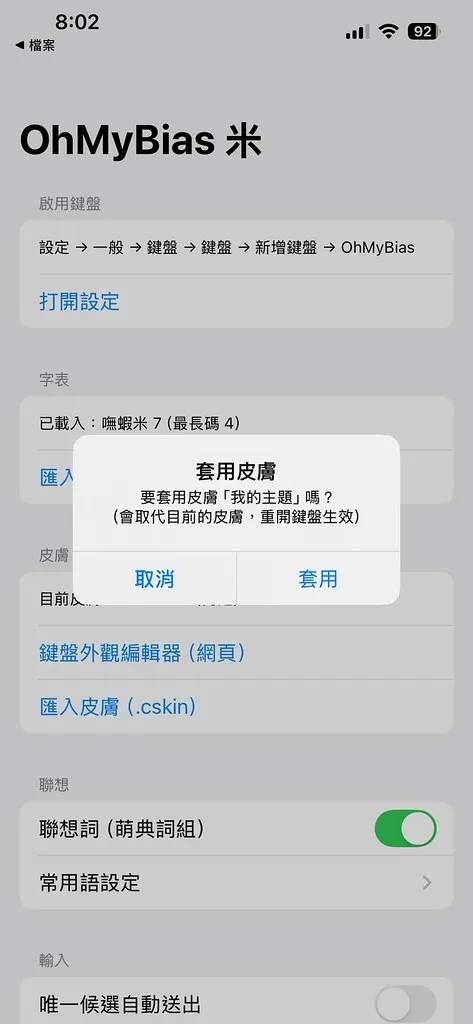 8:02
92
◀ 檔案
OhMyBias 米
啟用鍵盤
設定 → 一般 → 鍵盤 → 鍵盤 → 新增鍵盤 → OhMyBias
打開設定
字表
已載入：嘸蝦米 7 (最長碼 4)
匯入
套用皮膚
要套用皮膚「我的主題」嗎？
(會取代目前的皮膚，重開鍵盤生效)
取消
套用
皮膚
目前皮
鍵盤外觀編輯器 (網頁)
匯入皮膚 (.cskin)
聯想
聯想詞 (萌典詞組)
常用語設定
輸入
唯一候選自動送出